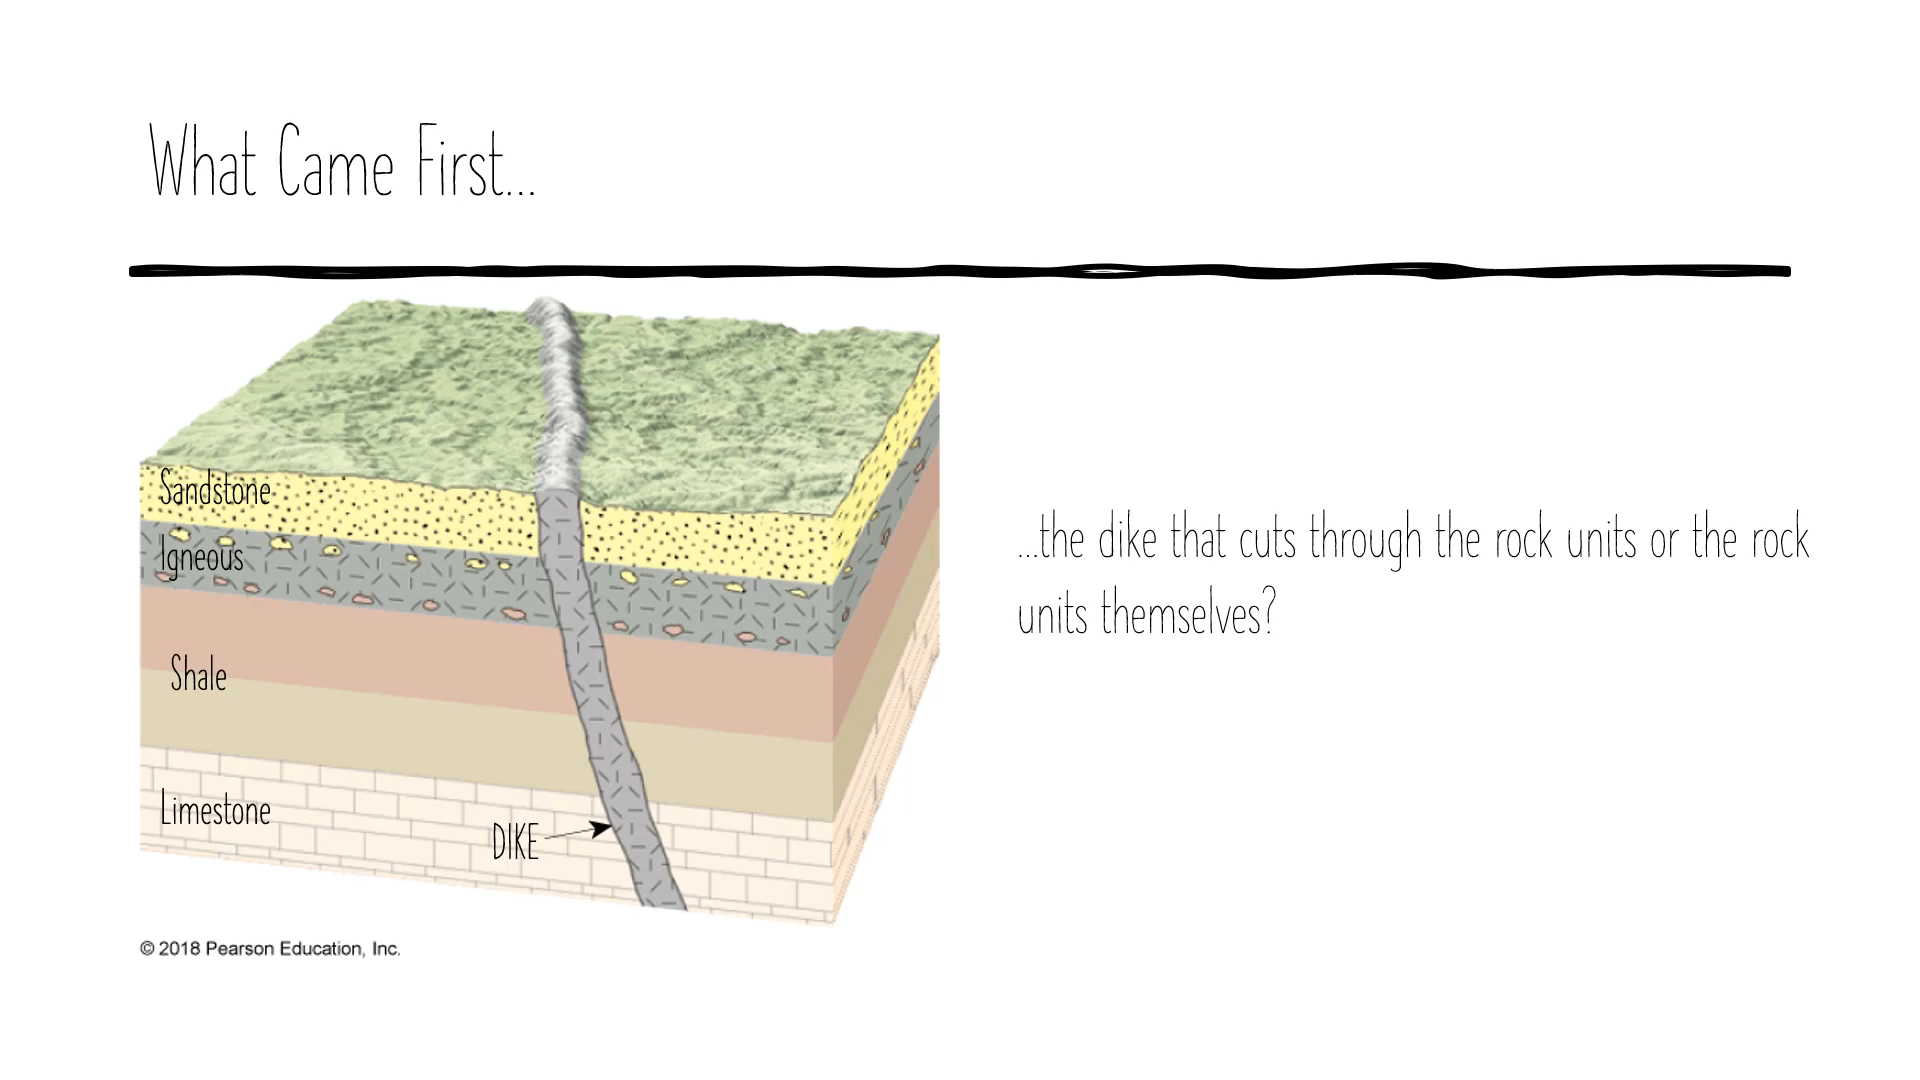 What Came First...
Sandstone
Igneous
Shale
Limestone
DIKE
...the dike that cuts through the rock units or the rock
units themselves?
© 2018 Pearson Education, Inc.